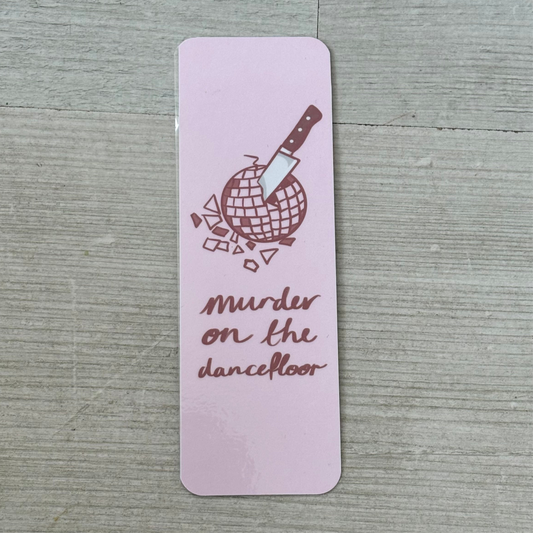 murder
on the
dancefloor